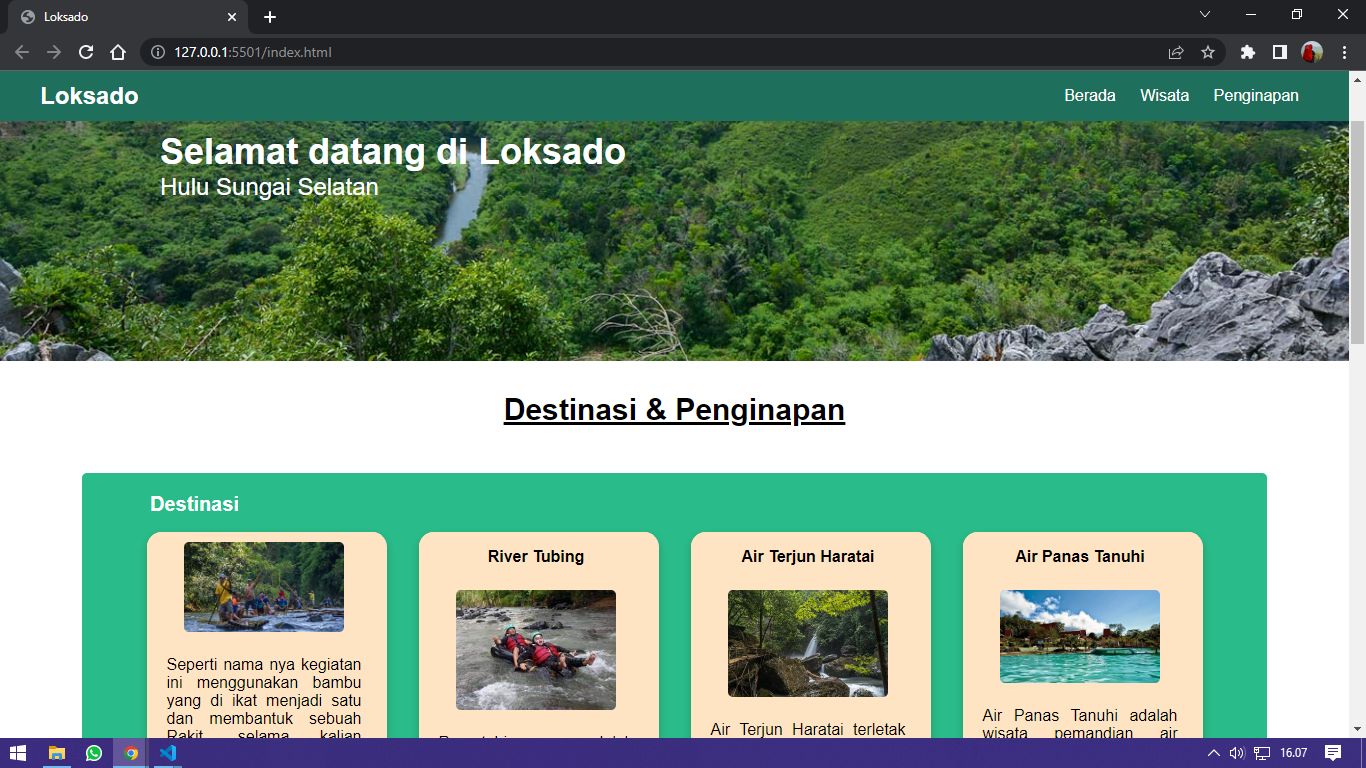 Loksado
127.0.0.1:5501/index.html
Loksado
Berada Wisata Penginapan
Selamat datang di Loksado
Hulu Sungai Selatan
Destinasi & Penginapan
Destinasi
Seperti nama nya kegiatan
ini menggunakan bambu
yang di ikat menjadi satu
dan membantuk sebuah
Rakit selama kalian
River Tubing
Air Terjun Haratai
Air Terjun Haratai terletak
Air Panas Tanuhi
Air Panas Tanuhi adalah
wisata pemandian air
16.07